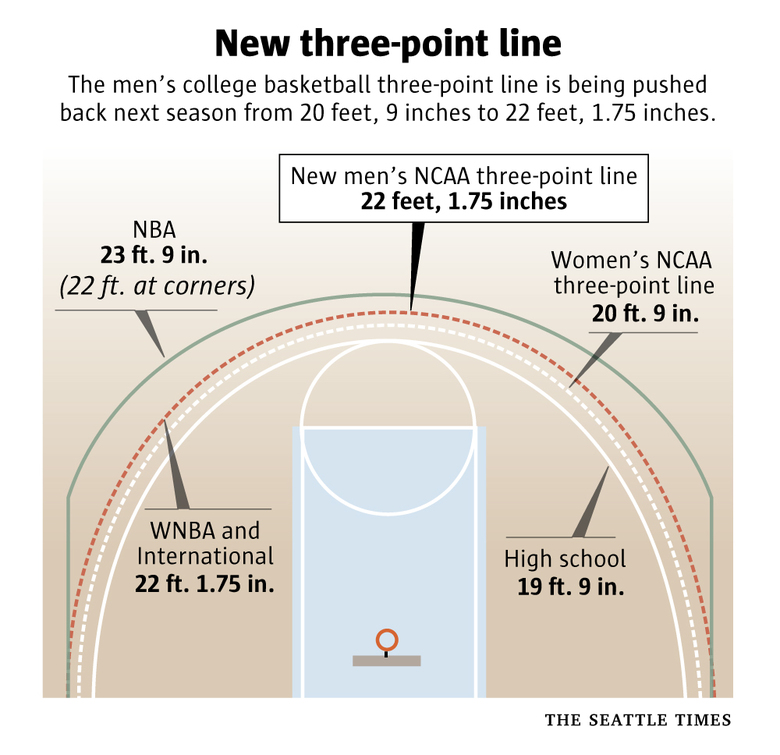 New three-point line
The men’s college basketball three-point line is being pushed
back next season from 20 feet, 9 inches to 22 feet, 1.75 inches.
New men’s NCAA three-point line
22 feet, 1.75 inches
NBA
23 ft. 9 in.
(22 ft. at corners)
Women’s NCAA
three-point line
20 ft. 9 in.
WNBA and
International
22 ft. 1.75 in.
High school
19 ft. 9 in.
THE SEATTLE TIMES